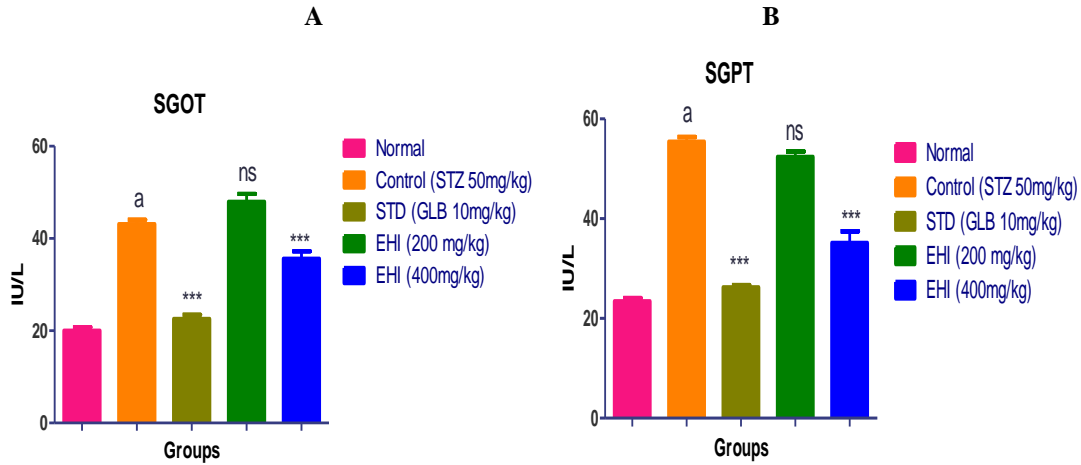 A
B
SGOT
IU/L
60
40
20
0
a
***
ns
***
Groups
Normal
Control (STZ 50mg/kg)
STD (GLB 10mg/kg)
EHI (200 mg/kg)
EHI (400mg/kg)
SGPT
IU/L
60
40
20
0
a
***
ns
***
Groups
Normal
Control (STZ 50mg/kg)
STD (GLB 10mg/kg)
EHI (200 mg/kg)
EHI (400mg/kg)